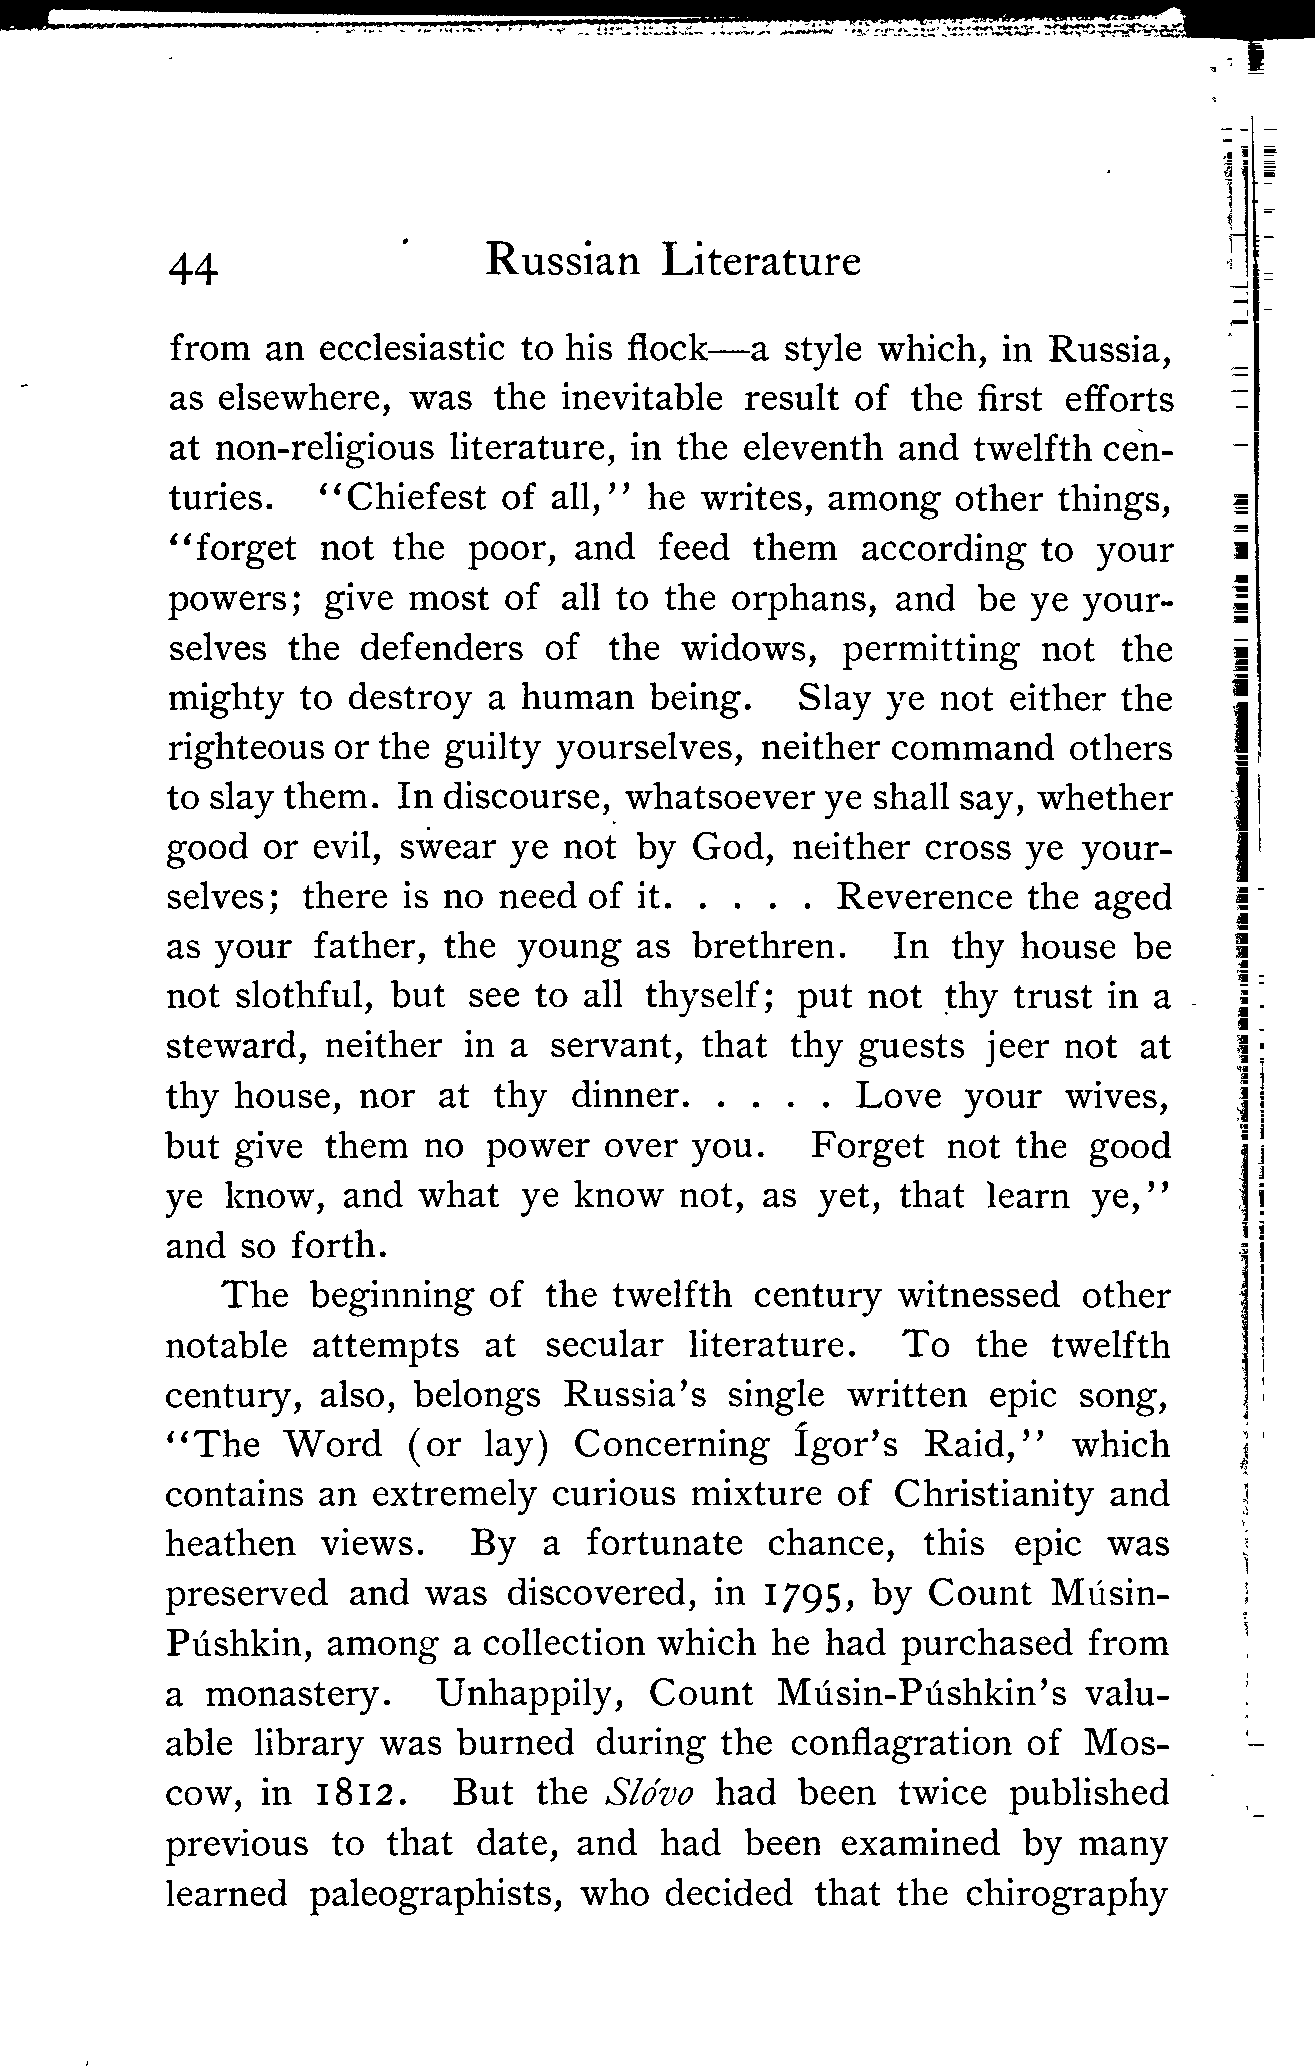 44 Russian Literature
from an ecclesiastic to his flock—a style which, in Russia,
as elsewhere, was the inevitable result of the first efforts
at non-religious literature, in the eleventh and twelfth cen-
turies. "Chiefest of all," he writes, among other things,
"forget not the poor, and feed them according to your
powers; give most of all to the orphans, and be ye your-
selves the defenders of the widows, permitting not the
mighty to destroy a human being. Slay ye not either the
righteous or the guilty yourselves, neither command others
to slay them. In discourse, whatsoever ye shall say, whether
good or evil, swear ye not by God, neither cross ye your-
selves; there is no need of it. . . . . Reverence the aged
as your father, the young as brethren. In thy house be
not slothful, but see to all thyself; put not thy trust in a
steward, neither in a servant, that thy guests jeer not at
thy house, nor at thy dinner. . . . . Love your wives,
but give them no power over you. Forget not the good
ye know, and what ye know not, as yet, that learn ye,"
and so forth.
The beginning of the twelfth century witnessed other
notable attempts at secular literature. To the twelfth
century, also, belongs Russia's single written epic song,
"The Word (or lay) Concerning Ígor's Raid," which
contains an extremely curious mixture of Christianity and
heathen views. By a fortunate chance, this epic was
preserved and was discovered, in 1795, by Count Músin-
Púshkin, among a collection which he had purchased from
a monastery. Unhappily, Count Músin-Púshkin's valu-
able library was burned during the conflagration of Mos-
cow, in 1812. But the Slóvo had been twice published
previous to that date, and had been examined by many
learned paleographists, who decided that the chirography